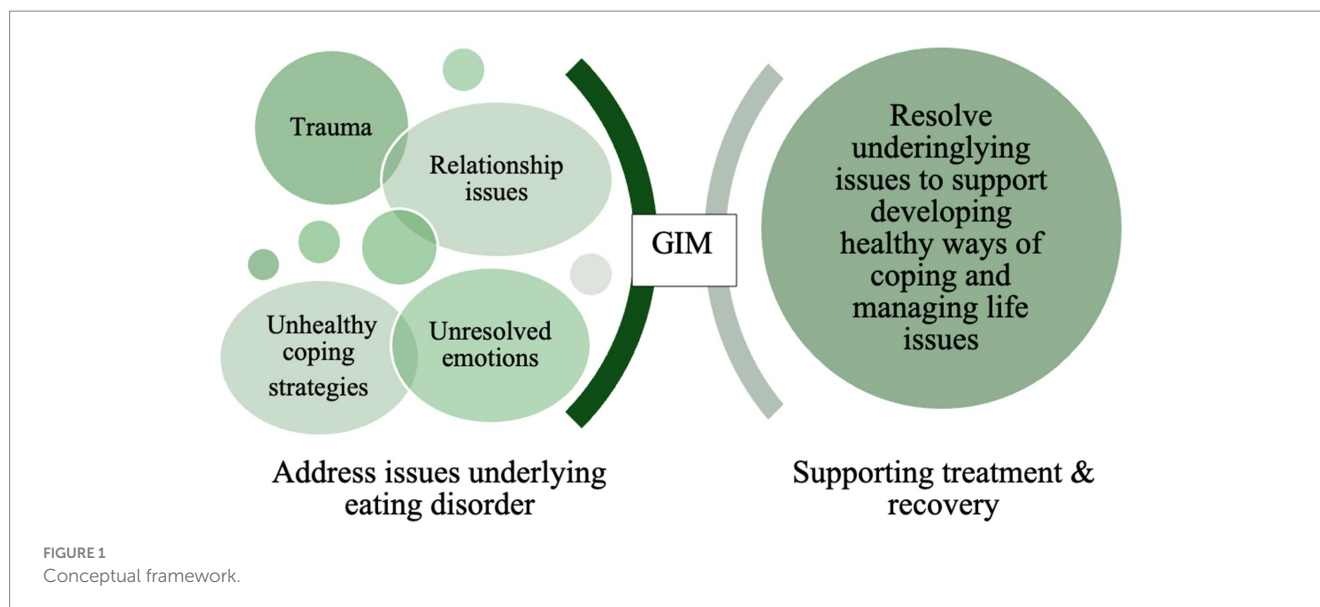 Trauma
Relationship
issues
Unhealthy
coping
strategies
Unresolved
emotions
GIM
Resolve
underinglying
issues to support
developing
healthy ways of
coping and
managing life
issues
Address issues underlying
eating disorder
Supporting treatment &
recovery
FIGURE 1
Conceptual framework.